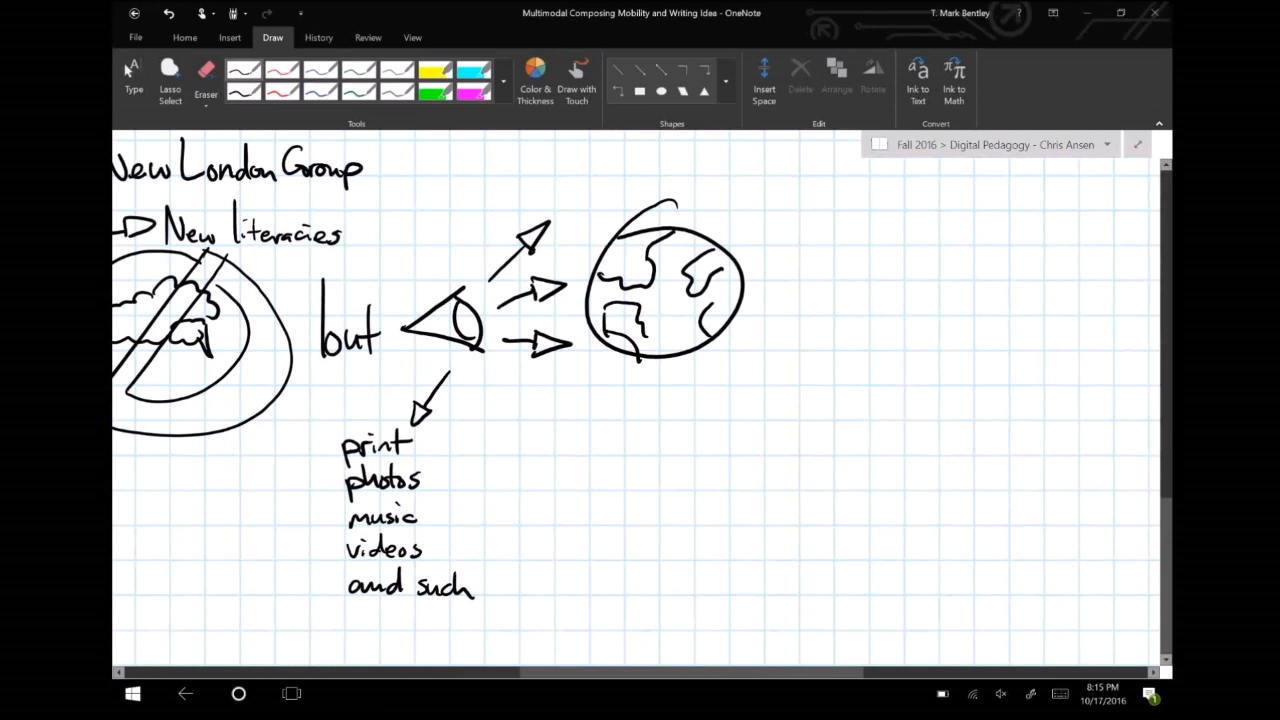 Multimodal Composing Mobility and Writing Idea - OneNote
T. Mark Bentley
?
File Home Insert Draw History Review View
Type
Lasso Select
Eraser
Color & Thickness
Draw with Touch
Insert Space
Delete
Arrange
Rotate
Ink to Text
Ink to Math
Tools
Shapes
Edit
Convert
Fall 2016 > Digital Pedagogy - Chris Ansen
New London Group
New literacies
but
print
photos
music
videos
and such
8:15 PM
10/17/2016
1